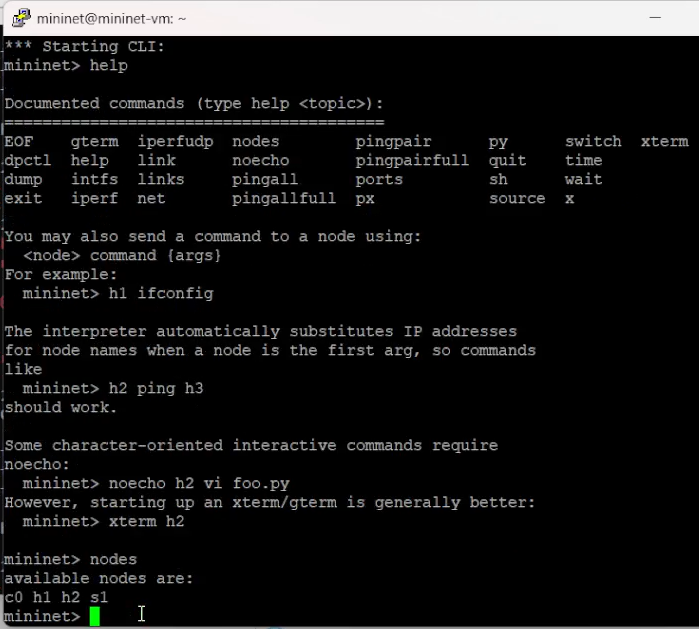 mininet@mininet-vm: ~
*** Starting CLI:
mininet> help
Documented commands (type help <topic>):
========================================
EOF    gterm  iperfudp  nodes        pingpair      py      switch  xterm
dpctl  help   link      noecho       pingpairfull  quit    time
dump   intfs  links     pingall      ports         sh      wait
exit   iperf  net       pingallfull  px            source  x
You may also send a command to a node using:
  <node> command {args}
For example:
  mininet> h1 ifconfig
The interpreter automatically substitutes IP addresses
for node names when a node is the first arg, so commands
like
  mininet> h2 ping h3
should work.
Some character-oriented interactive commands require
noecho:
  mininet> noecho h2 vi foo.py
However, starting up an xterm/gterm is generally better:
  mininet> xterm h2
mininet> nodes
available nodes are:
c0 h1 h2 s1
mininet>